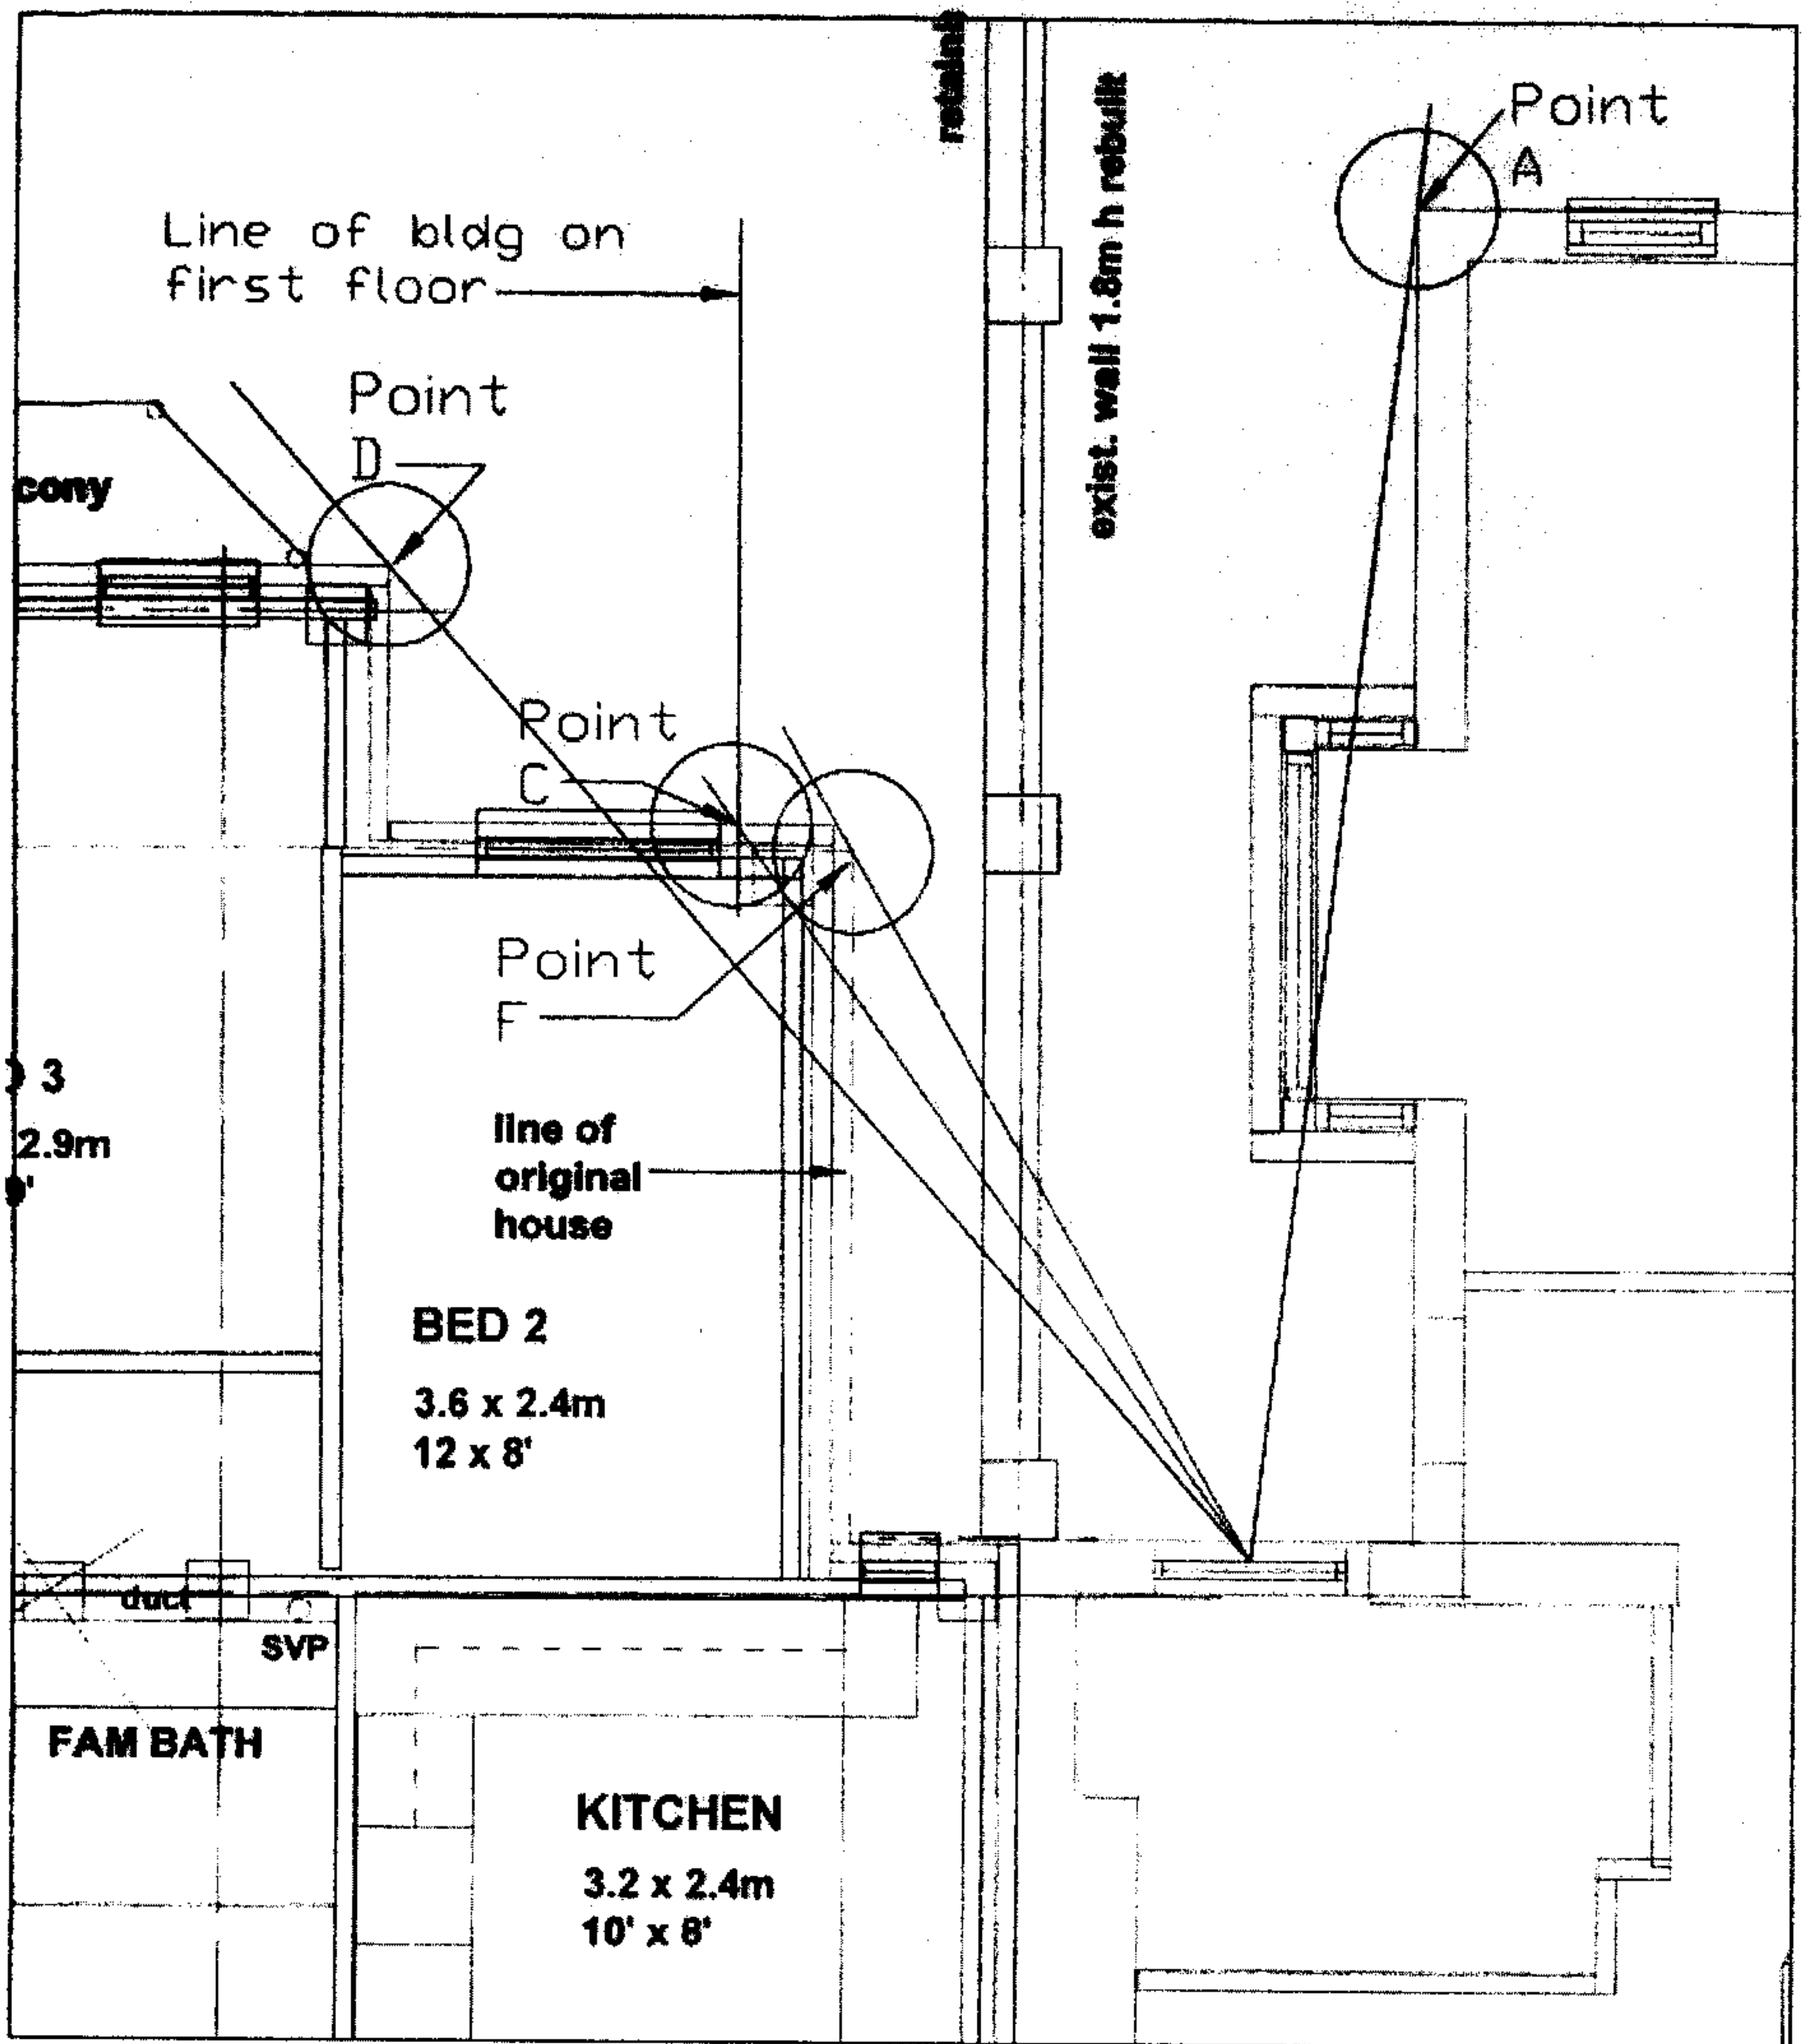 retainin
exist. wall 1.8m h rebuilt
Point
A
Line of bldg on
first floor
Point
D
cony
Point
C
Point
F
3
2.9m
9'
line of
original
house
BED 2
3.6 x 2.4m
12 x 8'
duct
SVP
FAM BATH
KITCHEN
3.2 x 2.4m
10' x 8'